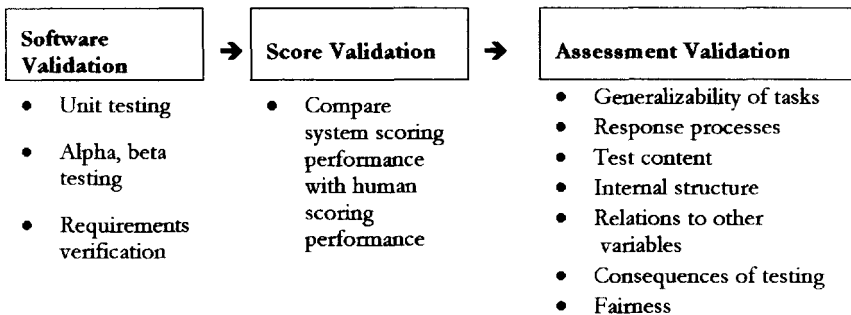 Software
Validation
➔
Score Validation
➔
Assessment Validation
• Unit testing
• Alpha, beta
testing
• Requirements
verification
• Compare
system scoring
performance
with human
scoring
performance
• Generalizability of tasks
• Response processes
• Test content
• Internal structure
• Relations to other
variables
• Consequences of testing
• Fairness